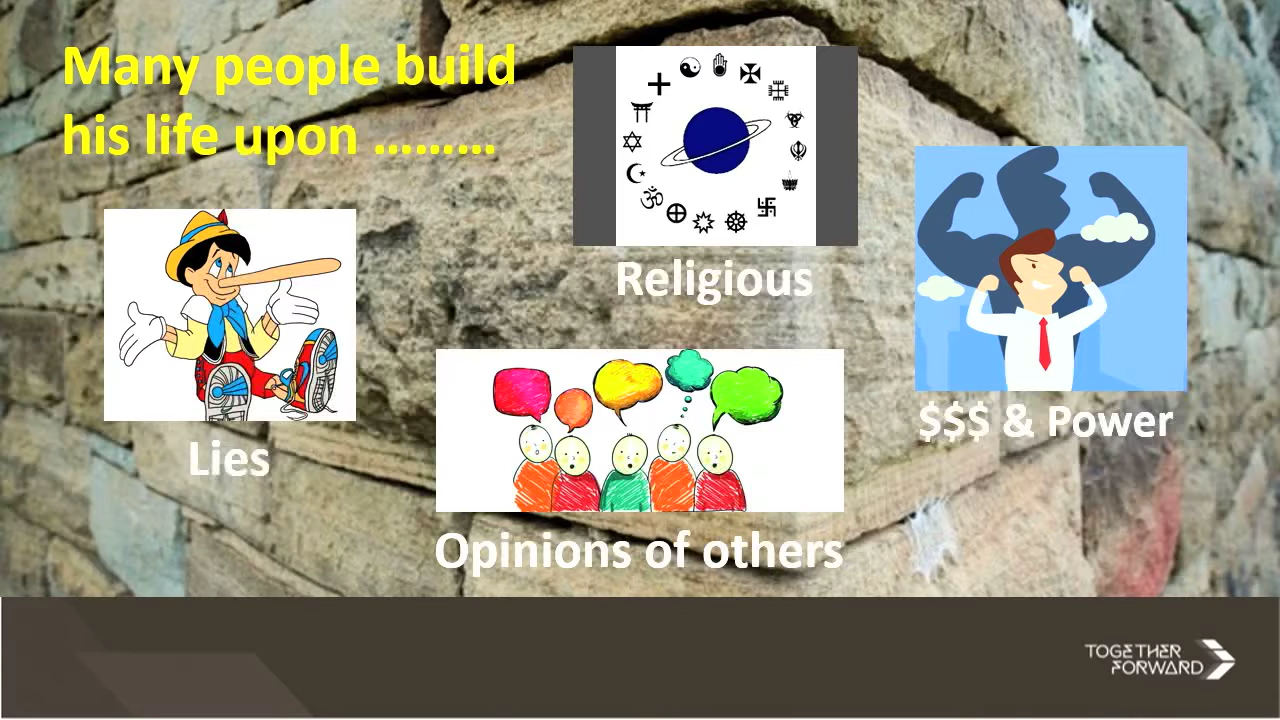 Many people build
his life upon ………
Religious
$$$ & Power
Lies
Opinions of others
TOGETHER
FORWARD